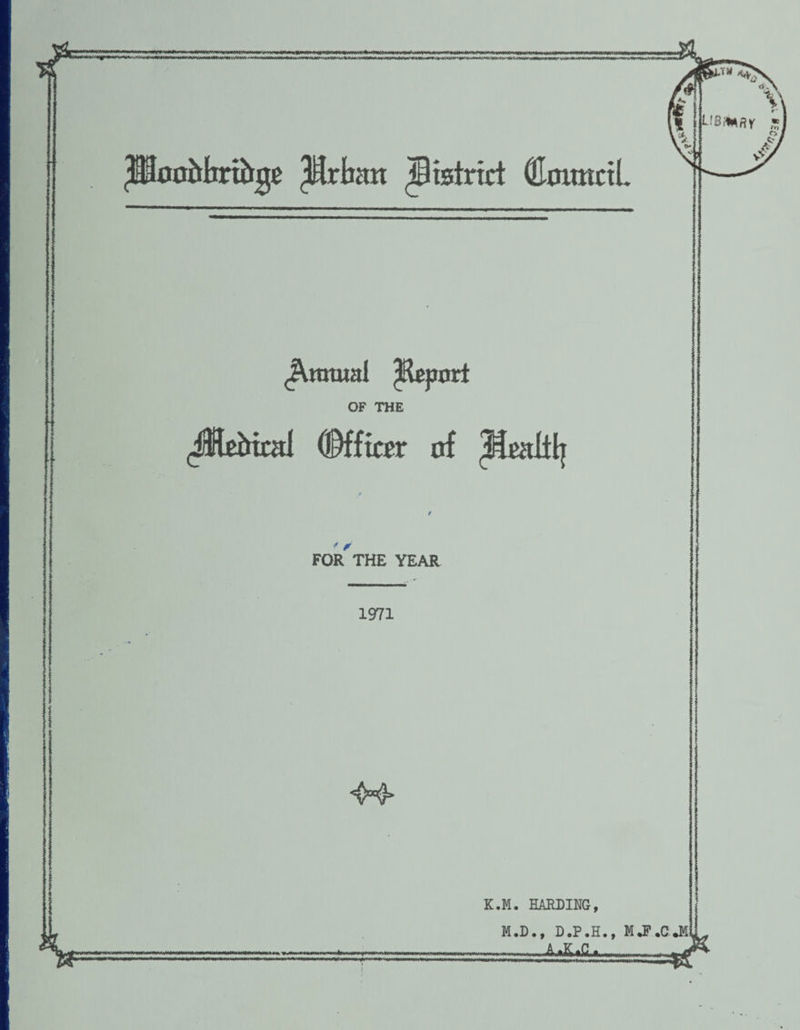 Woodbridge Urban District Council.
LIBRARY
Annual Report
OF THE
Medical Officer of Health
FOR THE YEAR
1971
K.M. HARDING,
M.D., D.P.H., M.F.C.M
A.K.C.